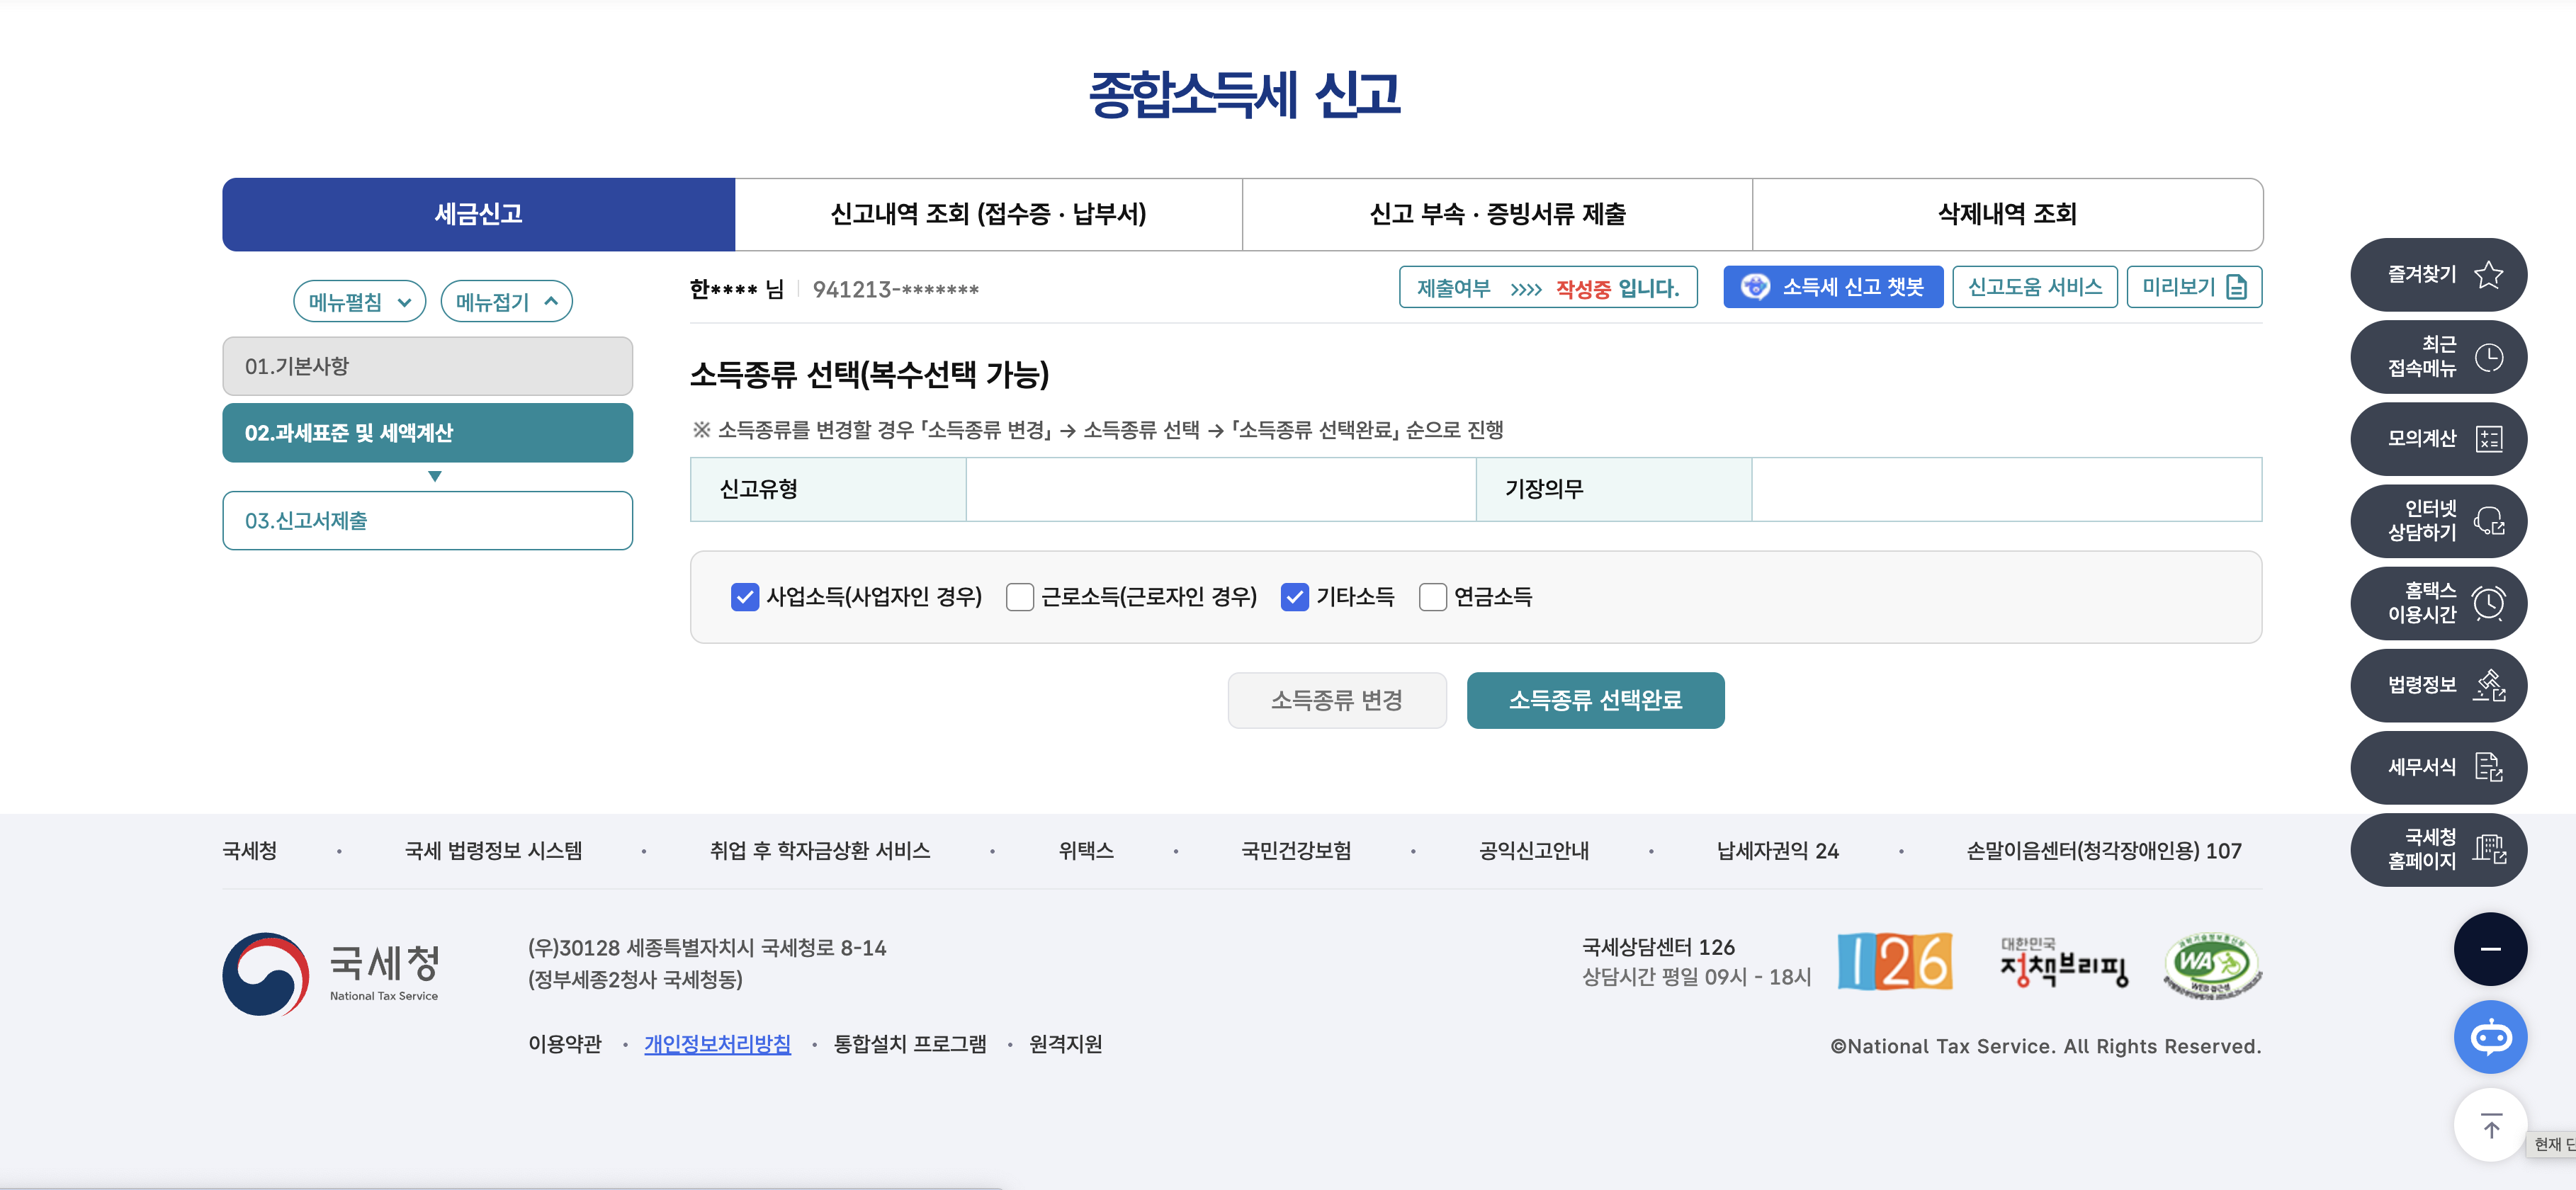 종합소득세 신고
세금신고
신고내역 조회 (접수증 · 납부서)
신고 부속 · 증빙서류 제출
삭제내역 조회
메뉴펼침
메뉴접기
01.기본사항
02.과세표준 및 세액계산
▼
03.신고서제출
한**** 님
941213-*******
제출여부 >>>> 작성중 입니다.
소득세 신고 챗봇
신고도움 서비스
미리보기
소득종류 선택(복수선택 가능)
※ 소득종류를 변경할 경우 「소득종류 변경」 → 소득종류 선택 → 「소득종류 선택완료」 순으로 진행
신고유형
기장의무
사업소득(사업자인 경우)
근로소득(근로자인 경우)
기타소득
연금소득
소득종류 변경
소득종류 선택완료
즐겨찾기
최근
접속메뉴
모의계산
인터넷
상담하기
홈택스
이용시간
법령정보
세무서식
국세청
홈페이지
국세청 · 국세 법령정보 시스템 · 취업 후 학자금상환 서비스 · 위택스 · 국민건강보험 · 공익신고안내 · 납세자권익 24 · 손말이음센터(청각장애인용) 107
국세청
National Tax Service
(우)30128 세종특별자치시 국세청로 8-14
(정부세종2청사 국세청동)
이용약관 · 개인정보처리방침 · 통합설치 프로그램 · 원격지원
국세상담센터 126
상담시간 평일 09시 - 18시
126
대한민국
정책브리핑
WA
WEB 접근성
©National Tax Service. All Rights Reserved.
현재